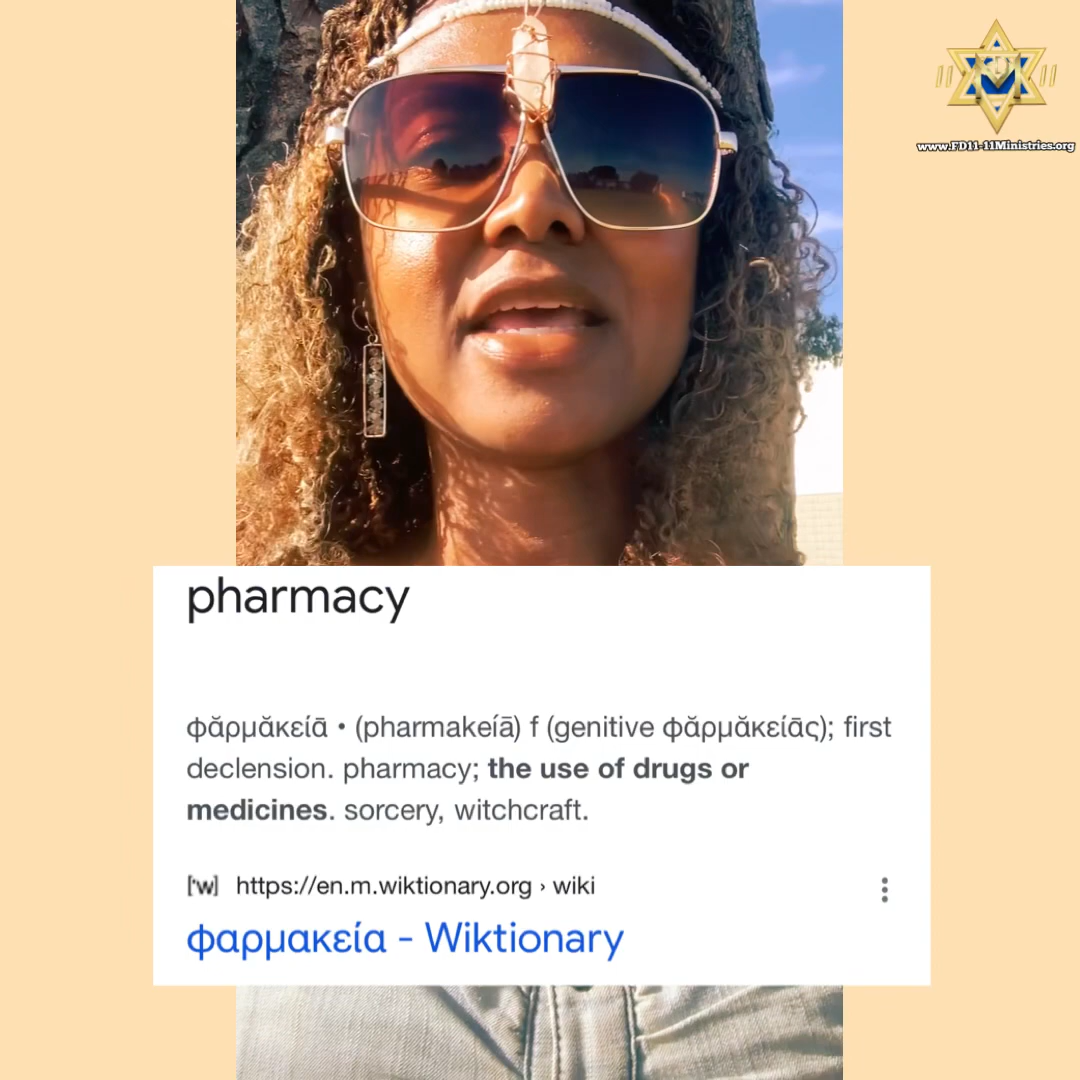 www.FD11-11Ministries.org
pharmacy
φᾰρμᾰκείᾱ • (pharmakeíā) f (genitive φᾰρμᾰκείᾱς); first
declension. pharmacy; the use of drugs or
medicines. sorcery, witchcraft.
['w] https://en.m.wiktionary.org › wiki
φαρμακεία - Wiktionary